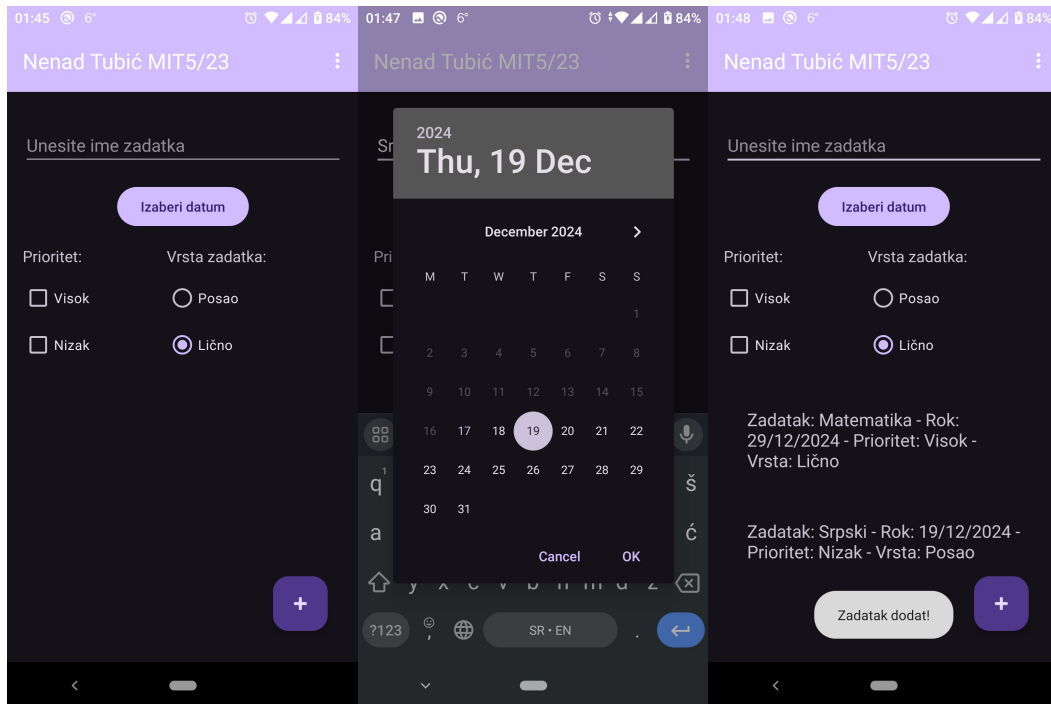 01:45 6° 84%
Nenad Tubić MIT5/23
Unesite ime zadatka
Izaberi datum
Prioritet: Vrsta zadatka:
Visok Posao
Nizak Lično
+
01:47 6° 84%
Nenad Tubić MIT5/23
Sr
2024
Thu, 19 Dec
December 2024
M T W T F S S
1
2 3 4 5 6 7 8
9 10 11 12 13 14 15
16 17 18 19 20 21 22
23 24 25 26 27 28 29
30 31
Cancel OK
Pri
q 1 š
a ć
y x c v b n m đ z
?123 , SR • EN .
01:48 6° 84%
Nenad Tubić MIT5/23
Unesite ime zadatka
Izaberi datum
Prioritet: Vrsta zadatka:
Visok Posao
Nizak Lično
Zadatak: Matematika - Rok:
29/12/2024 - Prioritet: Visok -
Vrsta: Lično
Zadatak: Srpski - Rok: 19/12/2024 -
Prioritet: Nizak - Vrsta: Posao
Zadatak dodat!
+